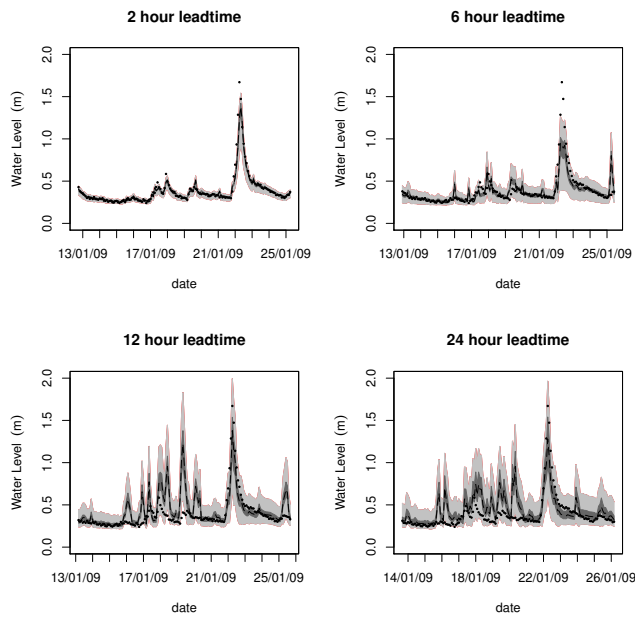 2 hour leadtime
Water Level (m)
2.0
1.5
1.0
0.5
0.0
13/01/09 17/01/09 21/01/09 25/01/09
date
6 hour leadtime
Water Level (m)
2.0
1.5
1.0
0.5
0.0
13/01/09 17/01/09 21/01/09 25/01/09
date
12 hour leadtime
Water Level (m)
2.0
1.5
1.0
0.5
0.0
13/01/09 17/01/09 21/01/09 25/01/09
date
24 hour leadtime
Water Level (m)
2.0
1.5
1.0
0.5
0.0
14/01/09 18/01/09 22/01/09 26/01/09
date